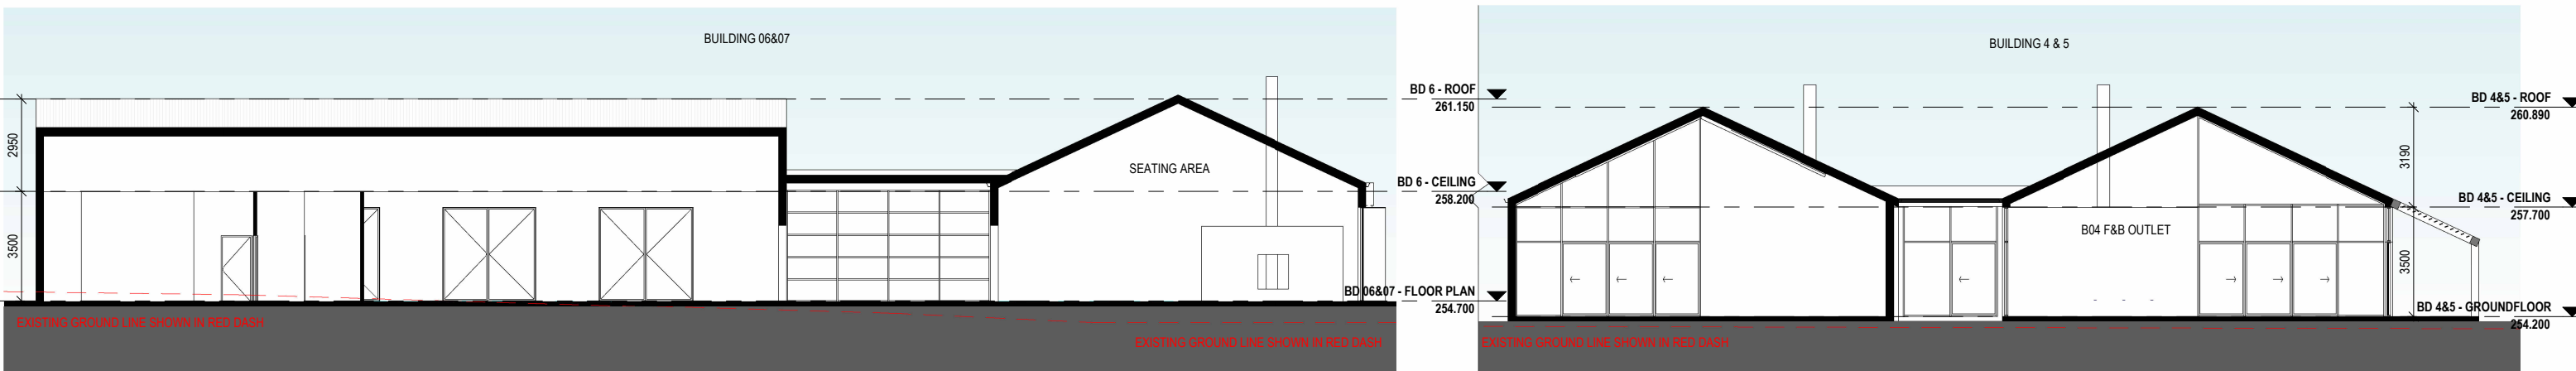 BUILDING 06&07
2950
3500
SEATING AREA
EXISTING GROUND LINE SHOWN IN RED DASH
EXISTING GROUND LINE SHOWN IN RED DASH
BD 6 - ROOF
261.150
BD 6 - CEILING
258.200
BD 06&07 - FLOOR PLAN
254.700
BUILDING 4 & 5
B04 F&B OUTLET
EXISTING GROUND LINE SHOWN IN RED DASH
3190
3500
BD 4&5 - ROOF
260.890
BD 4&5 - CEILING
257.700
BD 4&5 - GROUNDFLOOR
254.200